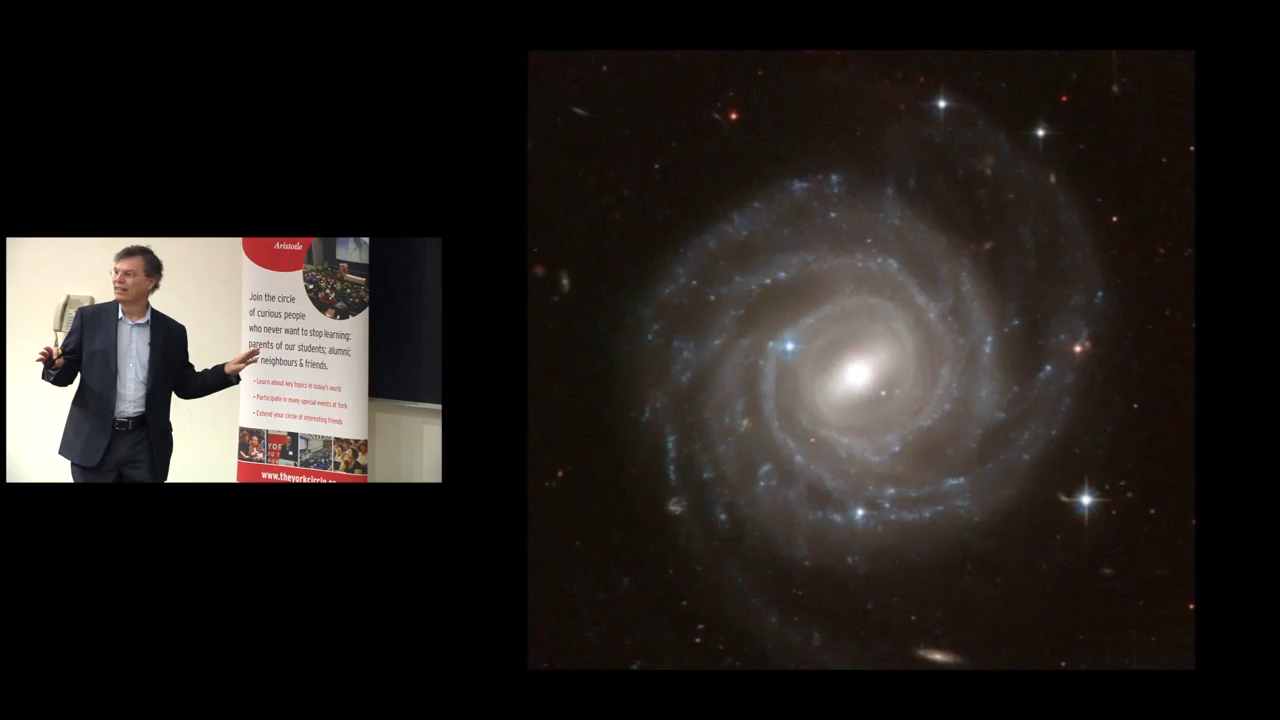 Aristotle
Join the circle
of curious people
who never want to stop learning:
parents of our students; alumni;
neighbours & friends.
• Learn about key topics in today's world
• Participate in many special events at York
• Extend your circle of interesting friends
www.theyorkcircle.